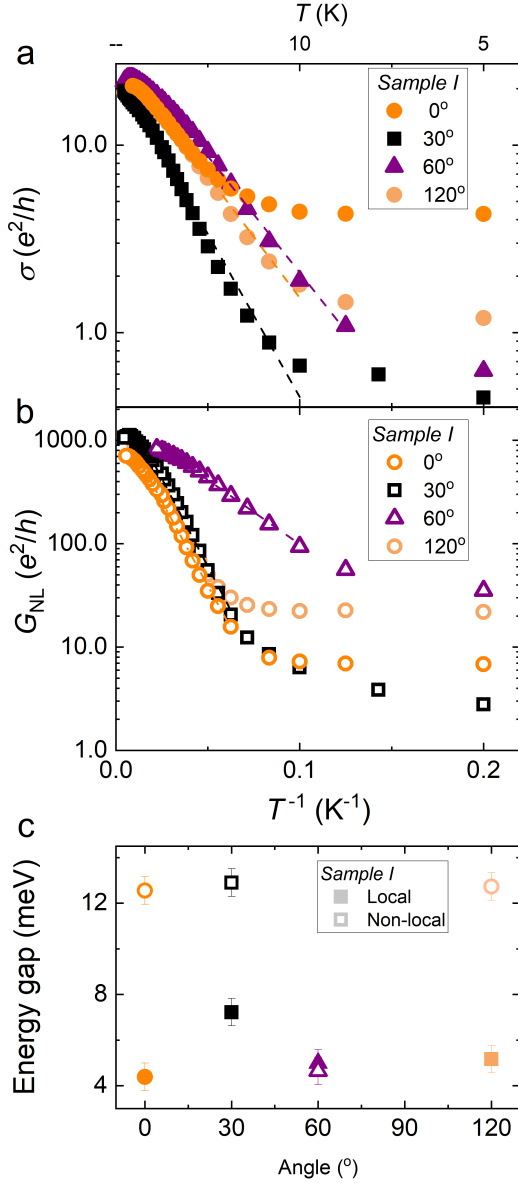 T (K)
-- 10 5
a
Sample I
0°
30°
60°
120°
10.0
1.0
σ (e²/h)
b
Sample I
0°
30°
60°
120°
1000.0
100.0
10.0
1.0
G_NL (e²/h)
0.0 0.1 0.2
T⁻¹ (K⁻¹)
c
Sample I
Local
Non-local
12
8
4
Energy gap (meV)
0 30 60 90 120
Angle (°)